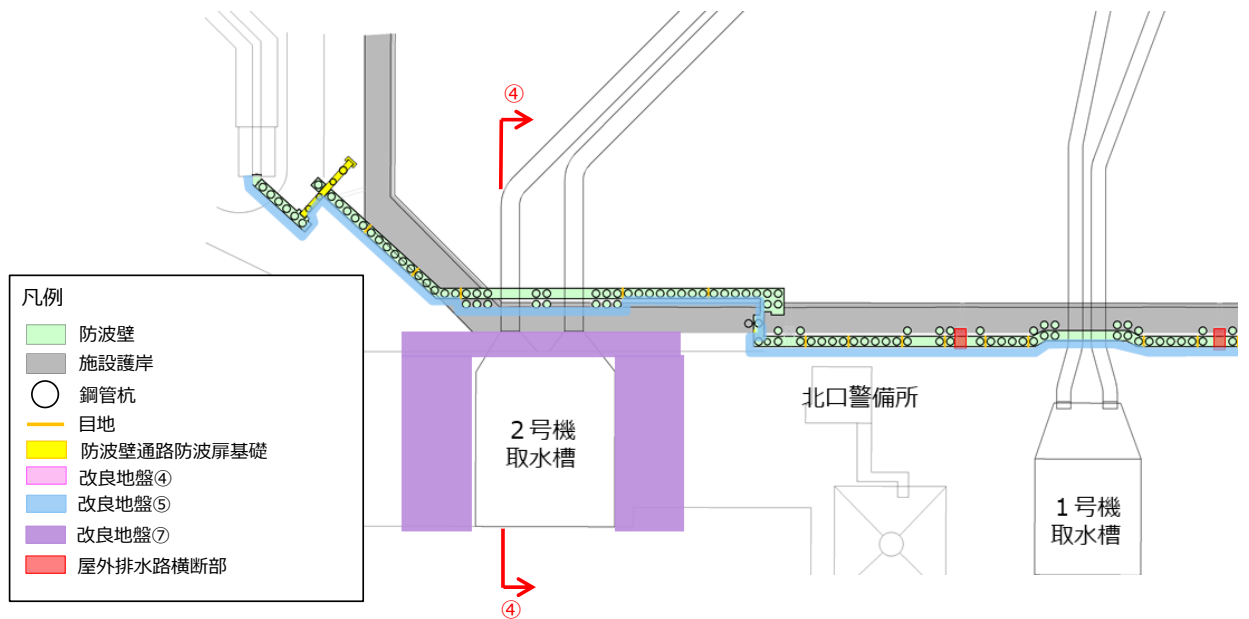 ④
凡例
防波壁
施設護岸
鋼管杭
目地
防波壁通路防波扉基礎
改良地盤④
改良地盤⑤
改良地盤⑦
屋外排水路横断部
北口警備所
２号機
取水槽
１号機
取水槽
④